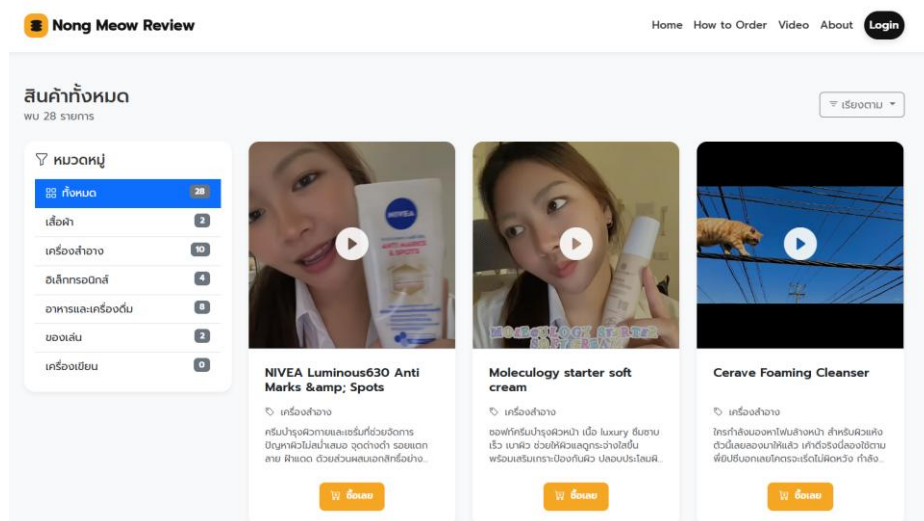 Nong Meow Review
Home How to Order Video About Login
สินค้าทั้งหมด
พบ 28 รายการ
เรียงตาม
หมวดหมู่
ทั้งหมด 28
เสื้อผ้า 2
เครื่องสำอาง 10
อิเล็กทรอนิกส์ 4
อาหารและเครื่องดื่ม 8
ของเล่น 2
เครื่องเขียน 0
NIVEA
ANTI-MARKS
& SPOTS
NIVEA Luminous630 Anti
Marks &amp; Spots
เครื่องสำอาง
ครีมบำรุงผิวกายและเซรั่มที่ช่วยจัดการ
ปัญหาผิวไม่สม่ำเสมอ จุดด่างดำ รอยแตก
ลาย ฝ้าแดด ด้วยส่วนผสมเอกสิทธิ์อย่าง...
ซื้อเลย
MOLECULOGY STARTER
SOFT CREAM
Moleculogy starter soft
cream
เครื่องสำอาง
ซอฟท์ครีมบำรุงผิวหน้า เนื้อ luxury ซึมซาบ
เร็ว เบาผิว ช่วยให้ผิวแลดูกระจ่างใสขึ้น
พร้อมเสริมเกราะป้องกันผิว ปลอบประโลมผิ...
ซื้อเลย
Cerave Foaming Cleanser
เครื่องสำอาง
ใครกำลังมองหาโฟมล้างหน้า สำหรับผิวแห้ง
ตัวนี้เลยลองมาให้แล้ว เค้าดีจริงนี่ลองใช้ตาม
พี่ยิปซีบอกเลยโคตรจะเริ่ดไม่ผิดหวัง กำลัง...
ซื้อเลย